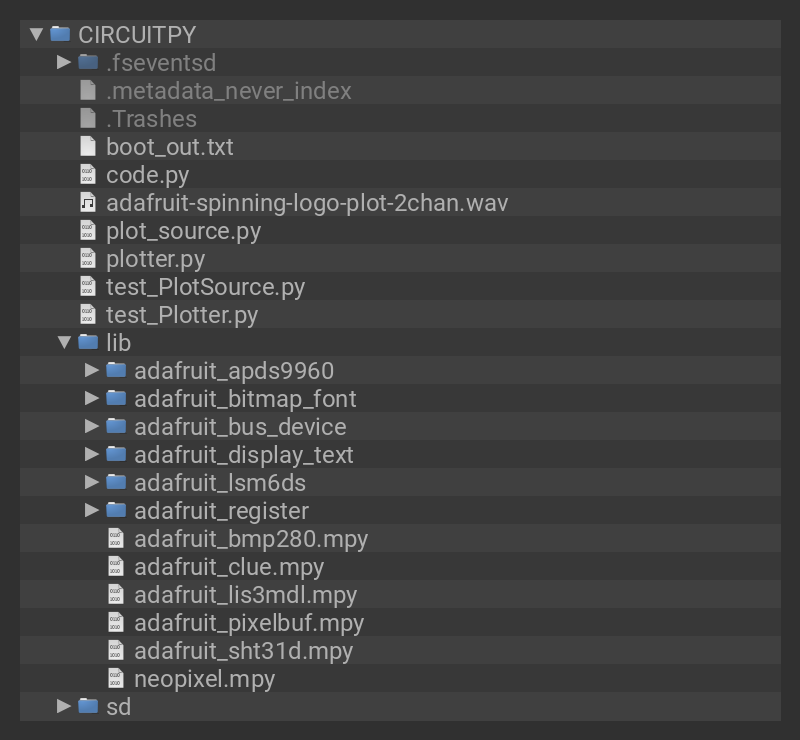 CIRCUITPY
.fseventsd
.metadata_never_index
.Trashes
boot_out.txt
code.py
adafruit-spinning-logo-plot-2chan.wav
plot_source.py
plotter.py
test_PlotSource.py
test_Plotter.py
lib
adafruit_apds9960
adafruit_bitmap_font
adafruit_bus_device
adafruit_display_text
adafruit_lsm6ds
adafruit_register
adafruit_bmp280.mpy
adafruit_clue.mpy
adafruit_lis3mdl.mpy
adafruit_pixelbuf.mpy
adafruit_sht31d.mpy
neopixel.mpy
sd